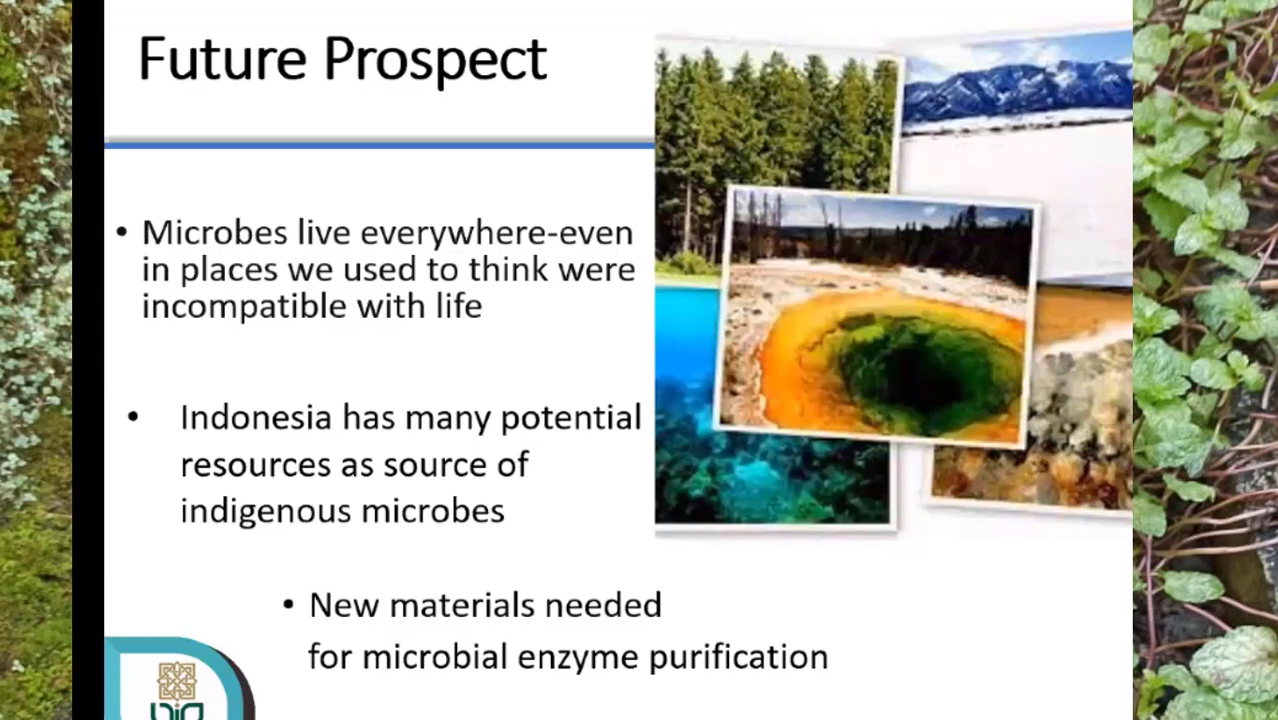 Future Prospect
• Microbes live everywhere-even
in places we used to think were
incompatible with life
• Indonesia has many potential
resources as source of
indigenous microbes
• New materials needed
for microbial enzyme purification